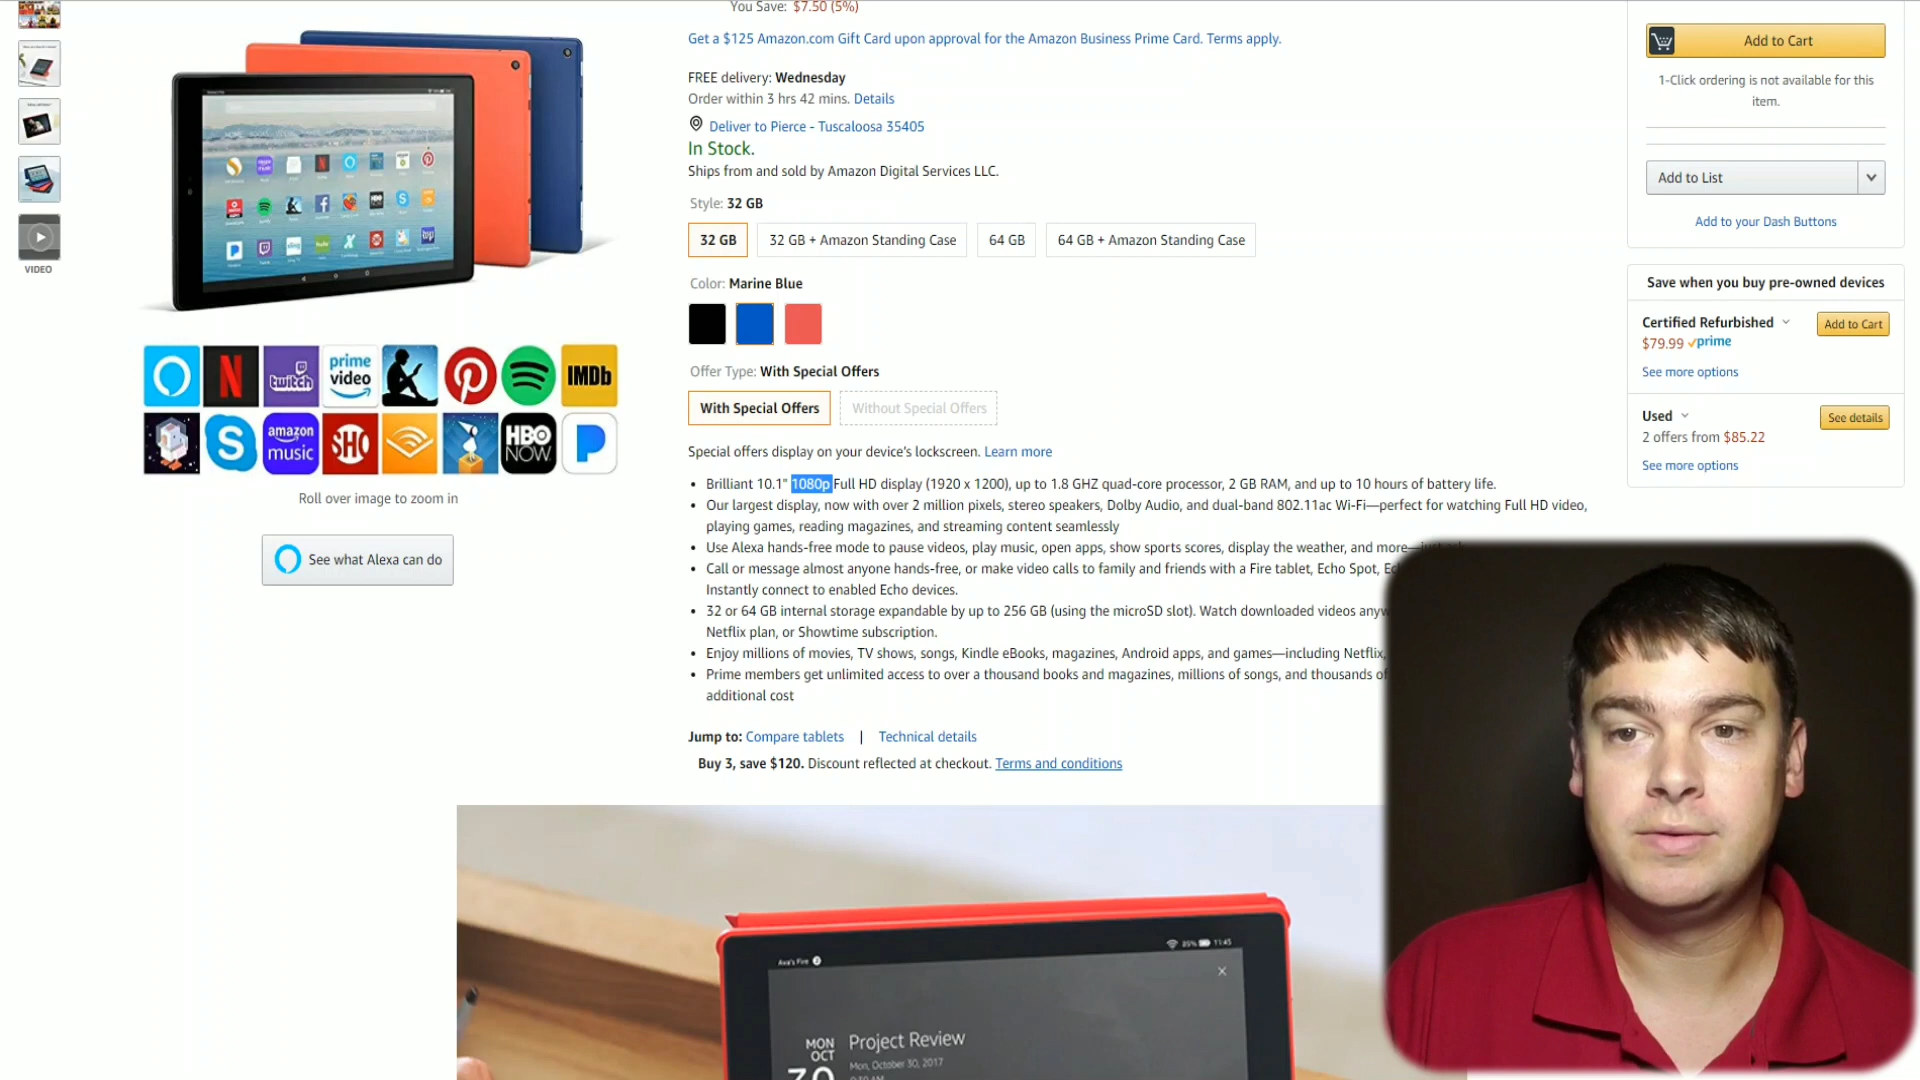 You Save: $7.50 (5%)
Get a $125 Amazon.com Gift Card upon approval for the Amazon Business Prime Card. Terms apply.
FREE delivery: Wednesday
Order within 3 hrs 42 mins. Details
Deliver to Pierce - Tuscaloosa 35405
In Stock.
Ships from and sold by Amazon Digital Services LLC.
Style: 32 GB
32 GB
32 GB + Amazon Standing Case
64 GB
64 GB + Amazon Standing Case
Color: Marine Blue
Offer Type: With Special Offers
With Special Offers
Without Special Offers
Special offers display on your device's lockscreen. Learn more
Brilliant 10.1" 1080p Full HD display (1920 x 1200), up to 1.8 GHZ quad-core processor, 2 GB RAM, and up to 10 hours of battery life.
Our largest display, now with over 2 million pixels, stereo speakers, Dolby Audio, and dual-band 802.11ac Wi-Fi—perfect for watching Full HD video,
playing games, reading magazines, and streaming content seamlessly
Use Alexa hands-free mode to pause videos, play music, open apps, show sports scores, display the weather, and more—
Call or message almost anyone hands-free, or make video calls to family and friends with a Fire tablet, Echo Spot,
Instantly connect to enabled Echo devices.
32 or 64 GB internal storage expandable by up to 256 GB (using the microSD slot). Watch downloaded videos
Netflix plan, or Showtime subscription.
Enjoy millions of movies, TV shows, songs, Kindle eBooks, magazines, Android apps, and games—including Netflix,
Prime members get unlimited access to over a thousand books and magazines, millions of songs, and thousands of
additional cost
Jump to: Compare tablets | Technical details
Buy 3, save $120. Discount reflected at checkout. Terms and conditions
VIDEO
N
twitch
prime video
IMDb
S
amazon music
SHO
HBO NOW
P
Roll over image to zoom in
See what Alexa can do
Add to Cart
1-Click ordering is not available for this
item.
Add to List
Add to your Dash Buttons
Save when you buy pre-owned devices
Certified Refurbished
Add to Cart
$79.99 prime
See more options
Used
See details
2 offers from $85.22
See more options
Ava's Fire
85%
11:45
MON
OCT
30
Project Review
Mon, October 30, 2017